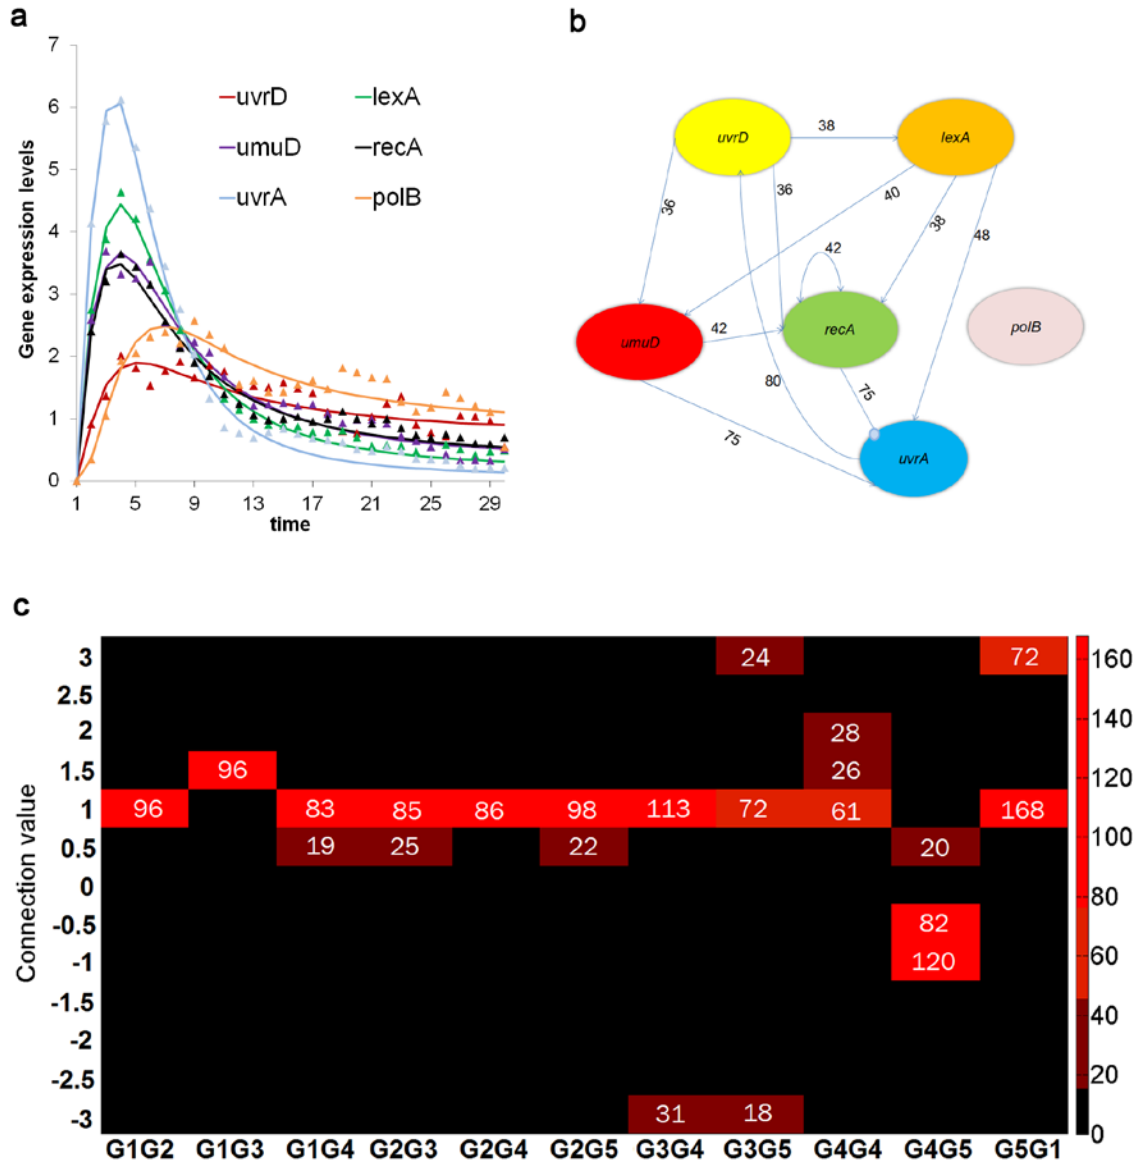 a
7
6
5
4
3
2
1
0
Gene expression levels
uvrD lexA
umuD recA
uvrA polB
1 5 9 13 17 21 25 29
time
b
uvrD
38
lexA
36
36
40
38
48
42
umuD
42
recA
polB
80
75
75
uvrA
c
Connection value
3 24 72
2.5
2 28
1.5 96 26
1 96 83 85 86 98 113 72 61 168
0.5 19 25 22 20
0
-0.5 82
-1 120
-1.5
-2
-2.5
-3 31 18
G1G2 G1G3 G1G4 G2G3 G2G4 G2G5 G3G4 G3G5 G4G4 G4G5 G5G1
160
140
120
100
80
60
40
20
0